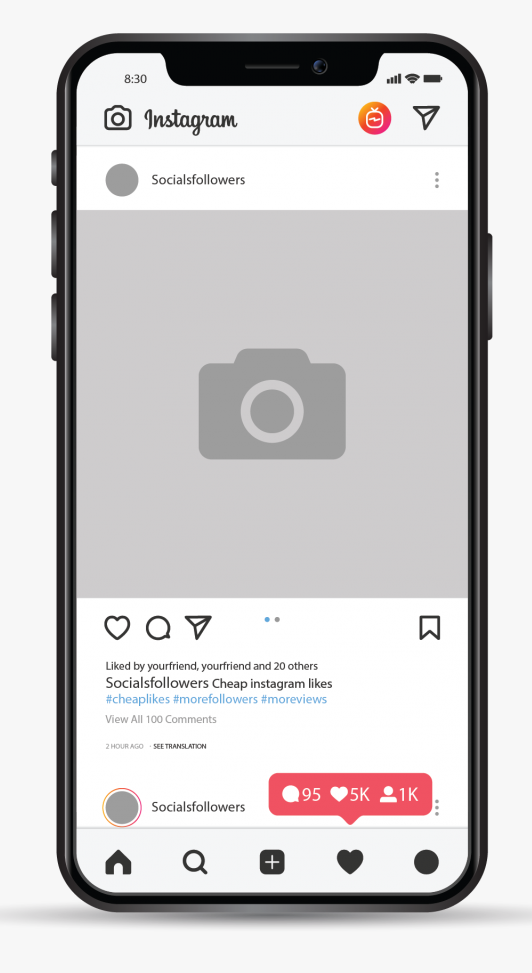 8:30
Instagram
Socialsfollowers
Liked by yourfriend, yourfriend and 20 others
Socialsfollowers Cheap instagram likes
#cheaplikes #morefollowers #moreviews
View All 100 Comments
2 HOUR AGO · SEE TRANSLATION
Socialsfollowers
95 5K 1K